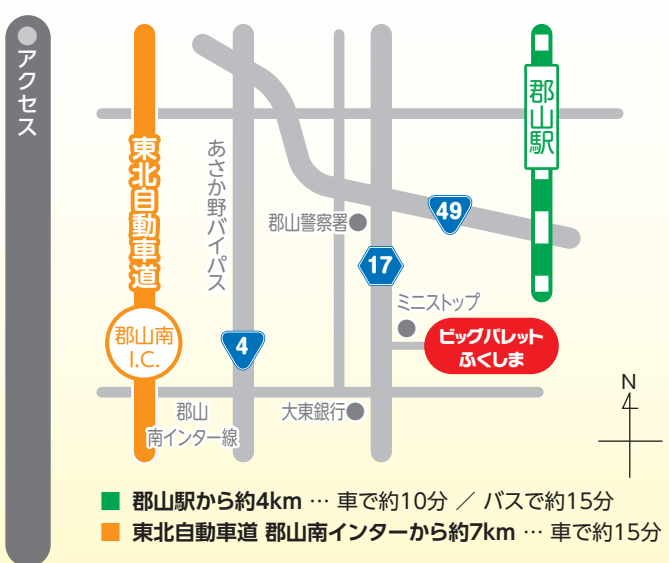 アクセス
東北自動車道
あさか野バイパス
郡山駅
郡山警察署
49
17
ミニストップ
郡山南
I.C.
4
ビッグパレット
ふくしま
郡山
南インター線
大東銀行
N
郡山駅から約4km … 車で約10分 ／ バスで約15分
東北自動車道 郡山南インターから約7km … 車で約15分